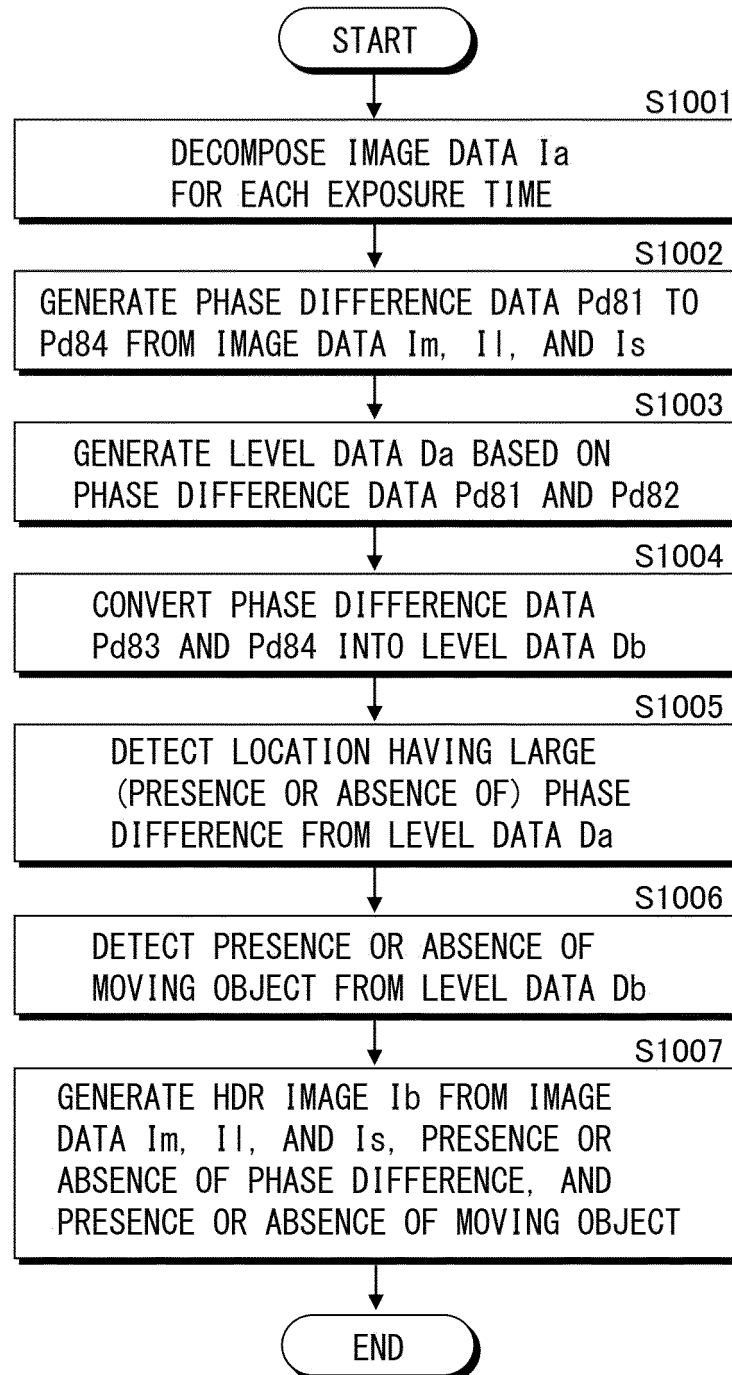 START
S1001
DECOMPOSE IMAGE DATA Ia
FOR EACH EXPOSURE TIME
S1002
GENERATE PHASE DIFFERENCE DATA Pd81 TO
Pd84 FROM IMAGE DATA Im, Il, AND Is
S1003
GENERATE LEVEL DATA Da BASED ON
PHASE DIFFERENCE DATA Pd81 AND Pd82
S1004
CONVERT PHASE DIFFERENCE DATA
Pd83 AND Pd84 INTO LEVEL DATA Db
S1005
DETECT LOCATION HAVING LARGE
(PRESENCE OR ABSENCE OF) PHASE
DIFFERENCE FROM LEVEL DATA Da
S1006
DETECT PRESENCE OR ABSENCE OF
MOVING OBJECT FROM LEVEL DATA Db
S1007
GENERATE HDR IMAGE Ib FROM IMAGE
DATA Im, Il, AND Is, PRESENCE OR
ABSENCE OF PHASE DIFFERENCE, AND
PRESENCE OR ABSENCE OF MOVING OBJECT
END